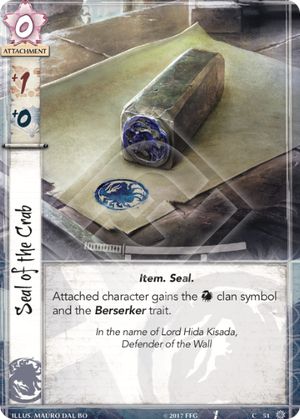 0
ATTACHMENT
+1
+0
Seal of the Crab
Item. Seal.
Attached character gains the clan symbol
and the Berserker trait.
In the name of Lord Hida Kisada,
Defender of the Wall
ILLUS. MAURO DAL BO
© 2017 FFG
C 51